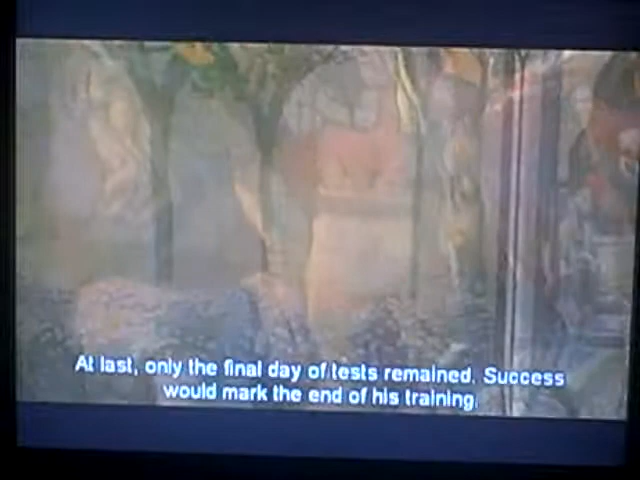 At last, only the final day of tests remained. Success
would mark the end of his training.